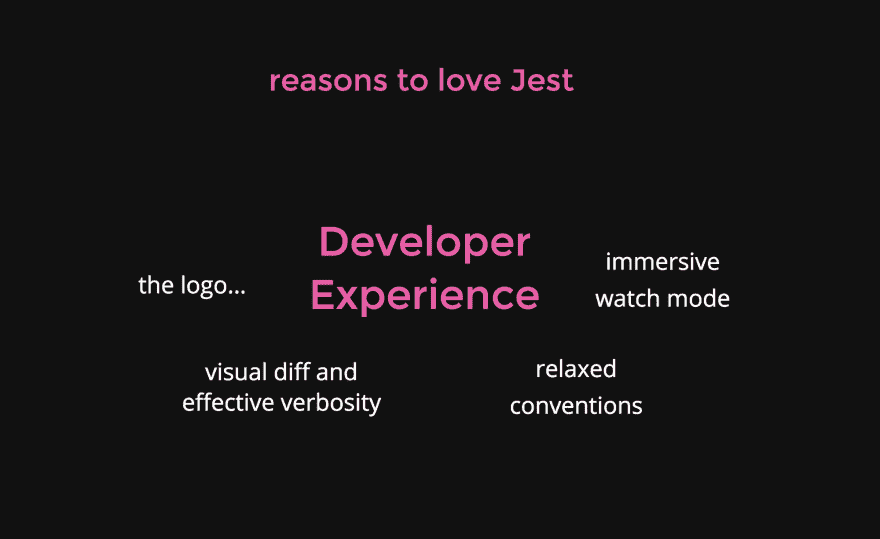 reasons to love Jest
Developer
Experience
the logo...
immersive
watch mode
visual diff and
effective verbosity
relaxed
conventions